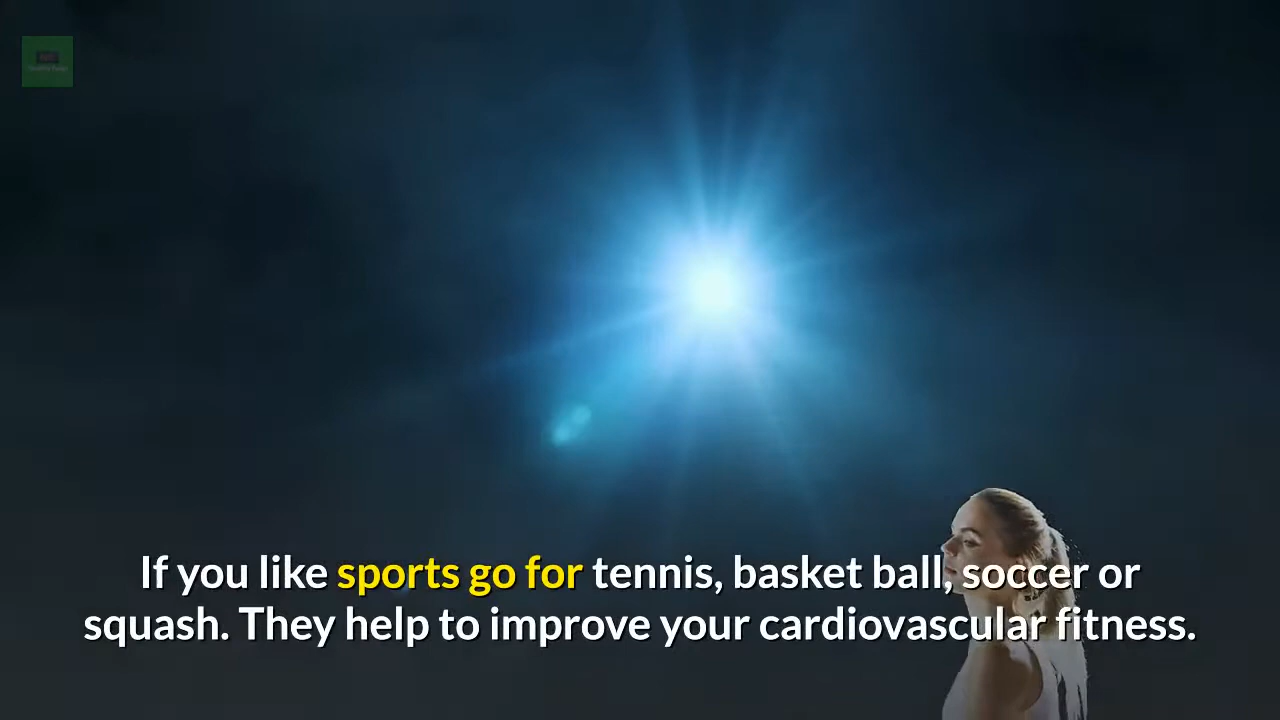 If you like sports go for tennis, basket ball, soccer or
squash. They help to improve your cardiovascular fitness.